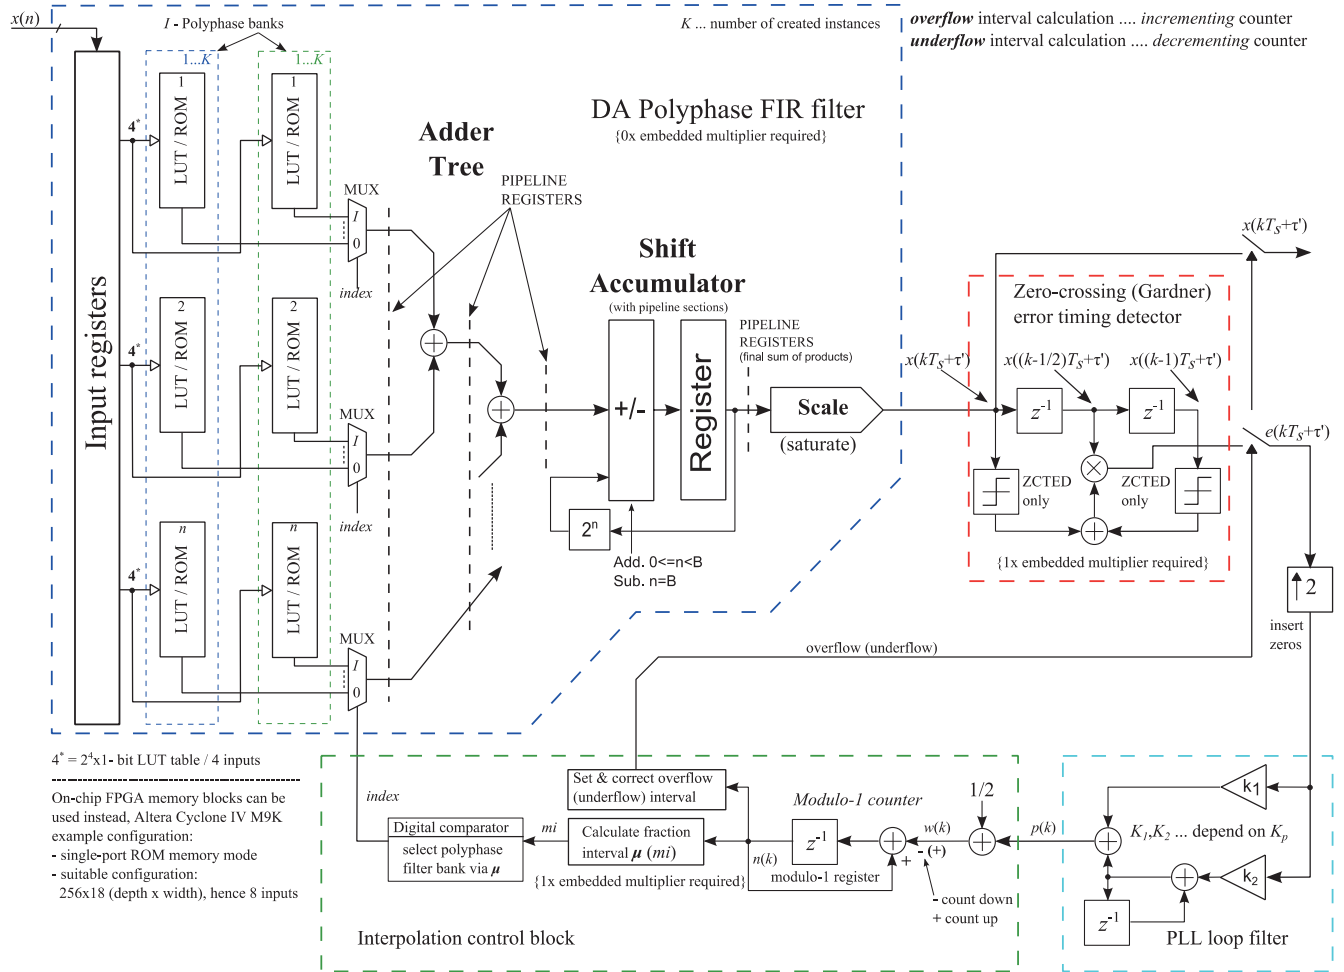 x(n)
I - Polyphase banks
K ... number of created instances
overflow interval calculation .... incrementing counter
underflow interval calculation .... decrementing counter
1...K
1...K
DA Polyphase FIR filter
{0x embedded multiplier required}
Input registers
4*
LUT / ROM 1
LUT / ROM 1
MUX
I
0
index
Adder
Tree
PIPELINE
REGISTERS
4*
LUT / ROM 2
LUT / ROM 2
MUX
I
0
index
4*
LUT / ROM n
LUT / ROM n
MUX
I
0
Shift
Accumulator
(with pipeline sections)
+/-
Register
2ⁿ
Add. 0<=n<B
Sub. n=B
PIPELINE
REGISTERS
(final sum of products)
Scale
(saturate)
x(kTs+τ')
Zero-crossing (Gardner)
error timing detector
x(kTs+τ')
x((k-1/2)Ts+τ')
x((k-1)Ts+τ')
z⁻¹
z⁻¹
e(kTs+τ')
ZCTED
only
ZCTED
only
{1x embedded multiplier required}
2
insert
zeros
overflow (underflow)
4* = 2⁴x1- bit LUT table / 4 inputs
On-chip FPGA memory blocks can be
used instead, Altera Cyclone IV M9K
example configuration:
- single-port ROM memory mode
- suitable configuration:
256x18 (depth x width), hence 8 inputs
index
Set & correct overflow
(underflow) interval
Modulo-1 counter
1/2
Digital comparator
select polyphase
filter bank via μ
mi
Calculate fraction
interval μ (mi)
{1x embedded multiplier required}
n(k)
z⁻¹
modulo-1 register
w(k)
+
- (+)
- count down
+ count up
p(k)
Interpolation control block
k1
K1,K2 ... depend on Kp
k2
z⁻¹
PLL loop filter